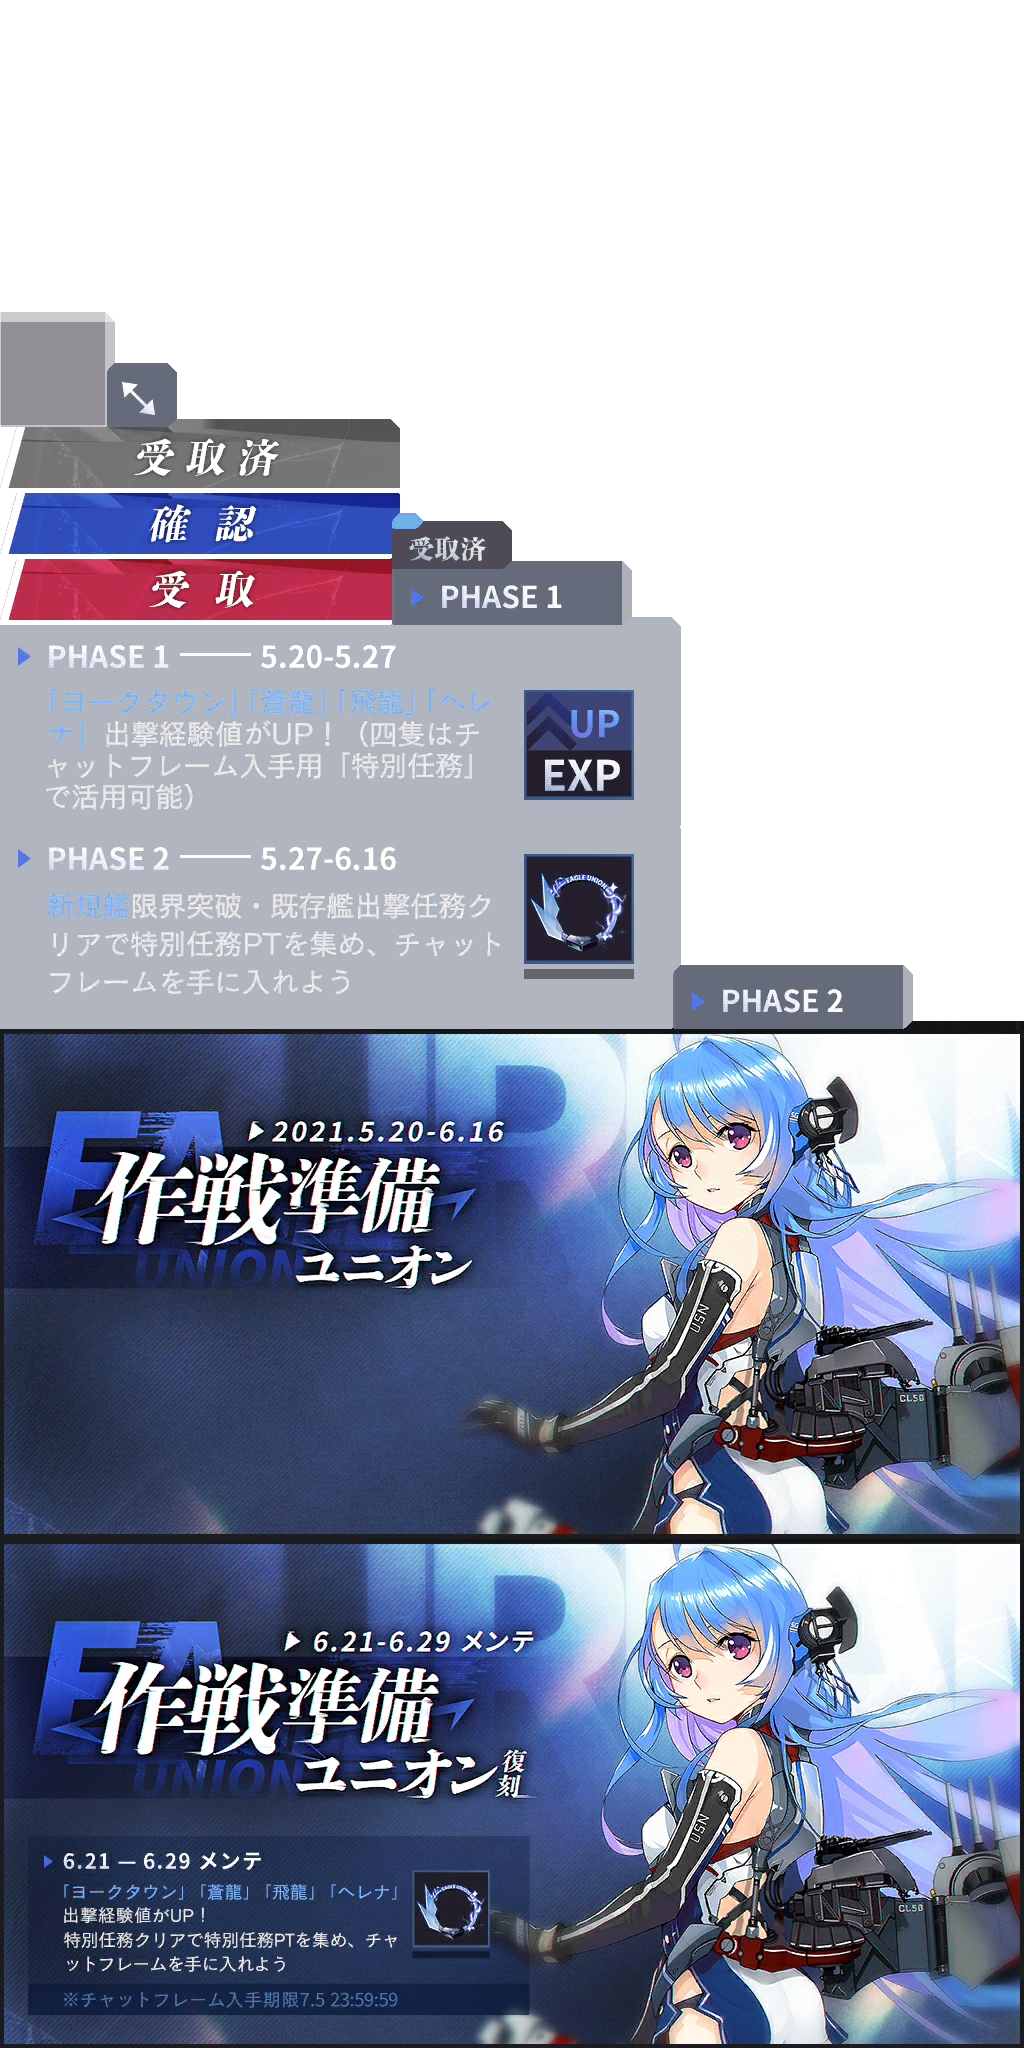 受取済
確認
受取済
受取
PHASE 1
PHASE 1 —— 5.20-5.27
「ヨークタウン」「蒼龍」「飛龍」「ヘレ
ナ」出撃経験値がUP！（四隻はチ
ャットフレーム入手用「特別任務」
で活用可能）
UP
EXP
PHASE 2 —— 5.27-6.16
新規艦限界突破・既存艦出撃任務ク
リアで特別任務PTを集め、チャット
フレームを手に入れよう
EAGLE UNION
PHASE 2
2021.5.20-6.16
作戦準備
UNION
ユニオン
USN
CL50
6.21-6.29 メンテ
作戦準備
UNION
ユニオン復刻
USN
CL50
6.21 — 6.29 メンテ
「ヨークタウン」「蒼龍」「飛龍」「ヘレナ」
出撃経験値がUP！
特別任務クリアで特別任務PTを集め、チャ
ットフレームを手に入れよう
※チャットフレーム入手期限7.5 23:59:59